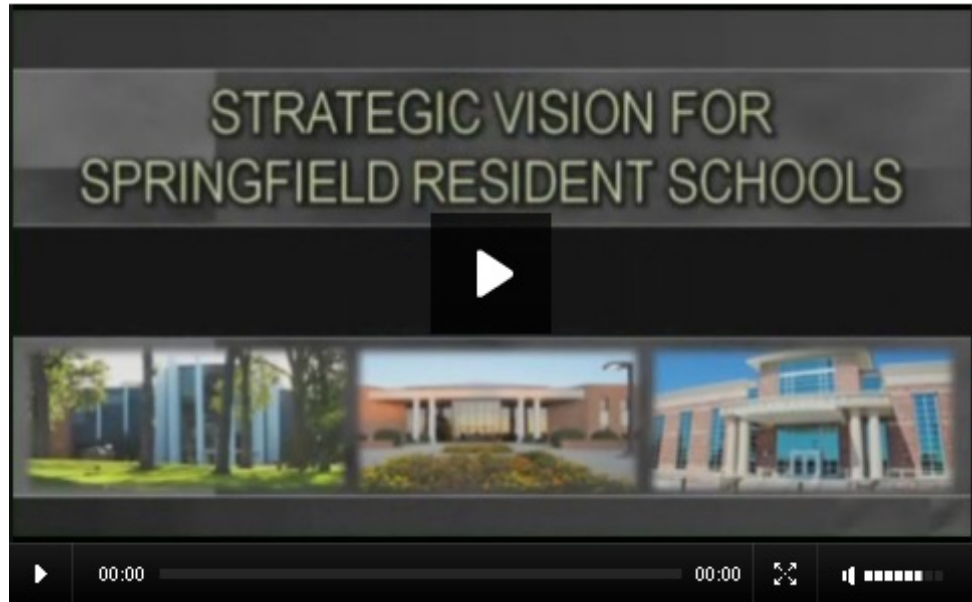 STRATEGIC VISION FOR
SPRINGFIELD RESIDENT SCHOOLS
00:00 00:00